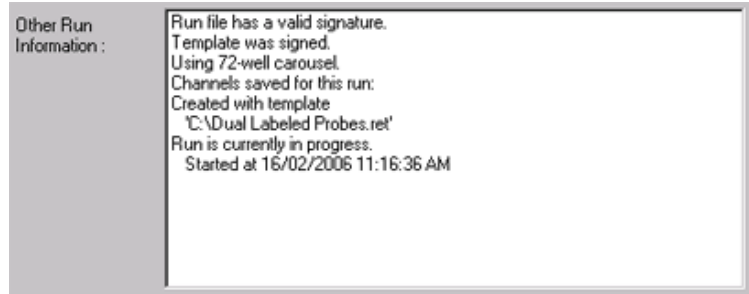 Other Run
Information :
Run file has a valid signature.
Template was signed.
Using 72-well carousel.
Channels saved for this run:
Created with template
'C:\Dual Labeled Probes.ret'
Run is currently in progress.
Started at 16/02/2006 11:16:36 AM